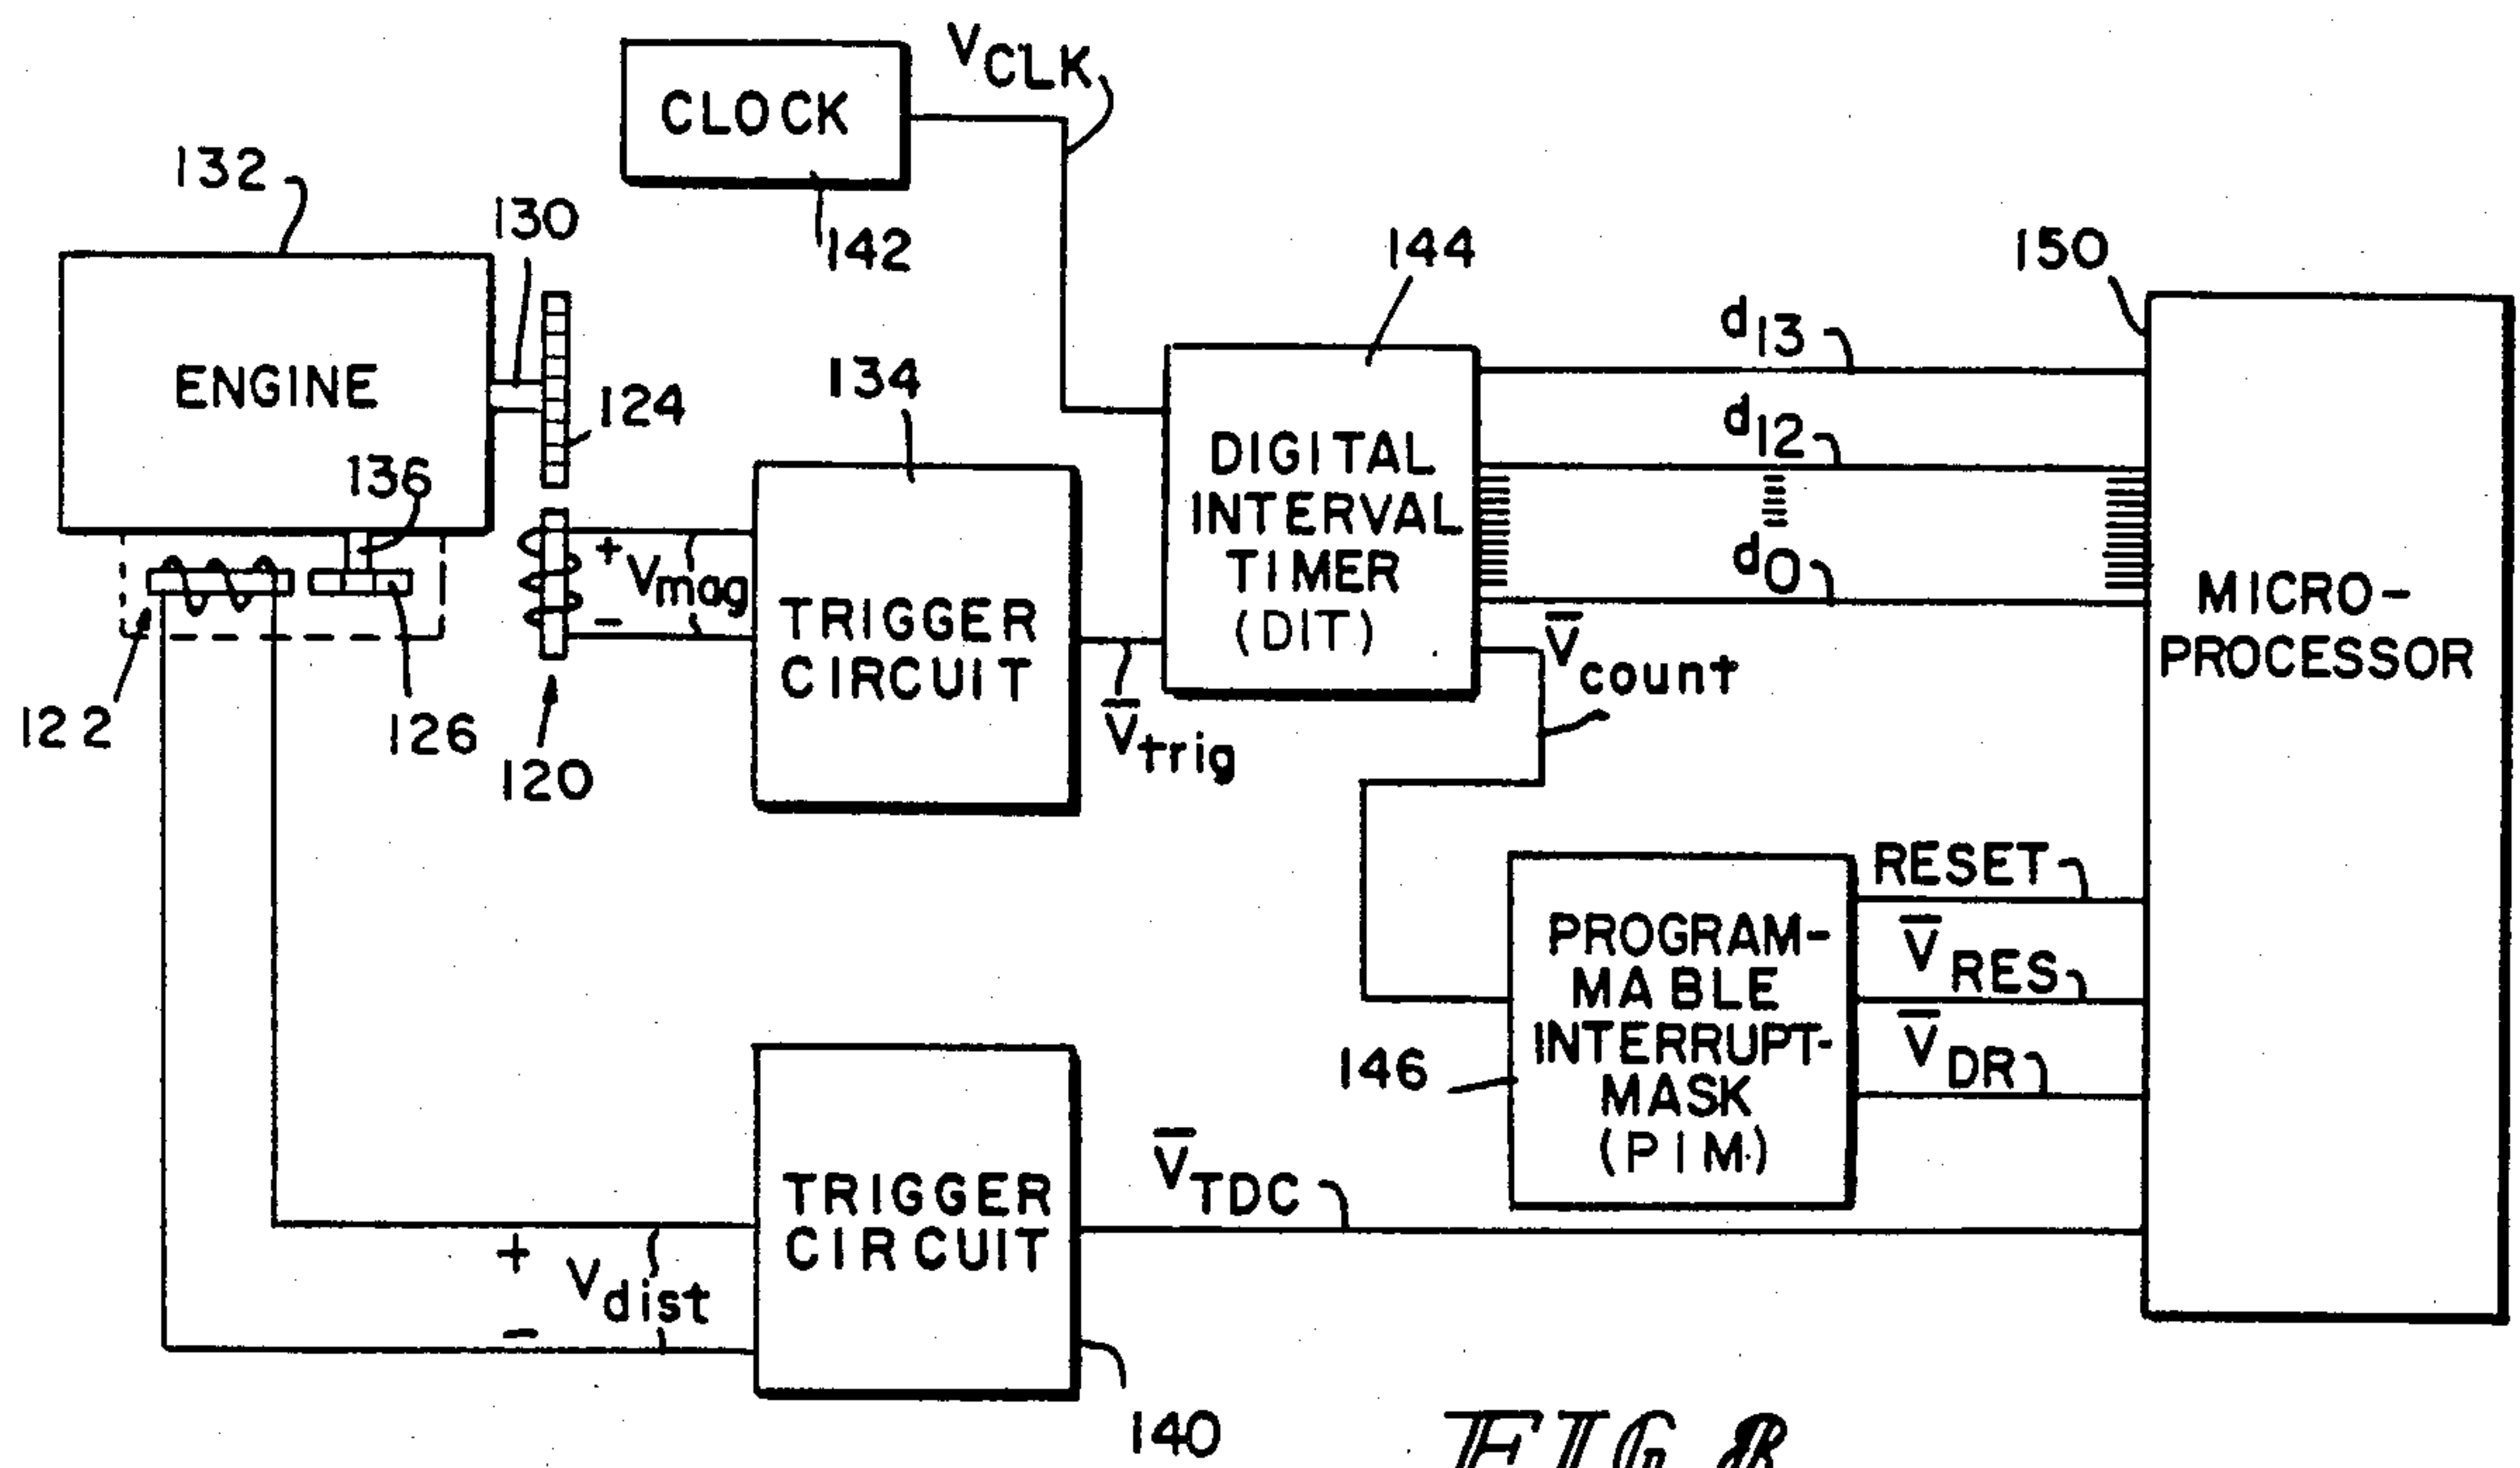 CLOCK
V̅CLK
142
132
130
ENGINE
124
136
122
126
120
+
Vmag
-
134
TRIGGER
CIRCUIT
V̅trig
144
DIGITAL
INTERVAL
TIMER
(DIT)
d13
d12
d0
V̅count
150
MICRO-
PROCESSOR
146
PROGRAM-
MABLE
INTERRUPT-
MASK
(PIM)
RESET
V̅RES
V̅DR
+
Vdist
-
TRIGGER
CIRCUIT
140
V̅TDC
FIG 8